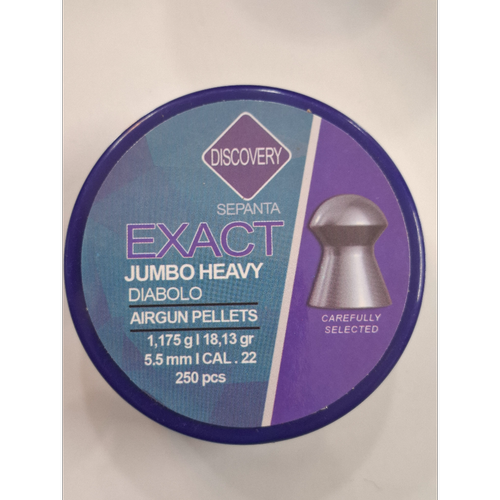 DISCOVERY
SEPANTA
EXACT
JUMBO HEAVY
DIABOLO
AIRGUN PELLETS
1,175 g l 18,13 gr
5.5 mm l CAL . 22
250 pcs
CAREFULLY
SELECTED